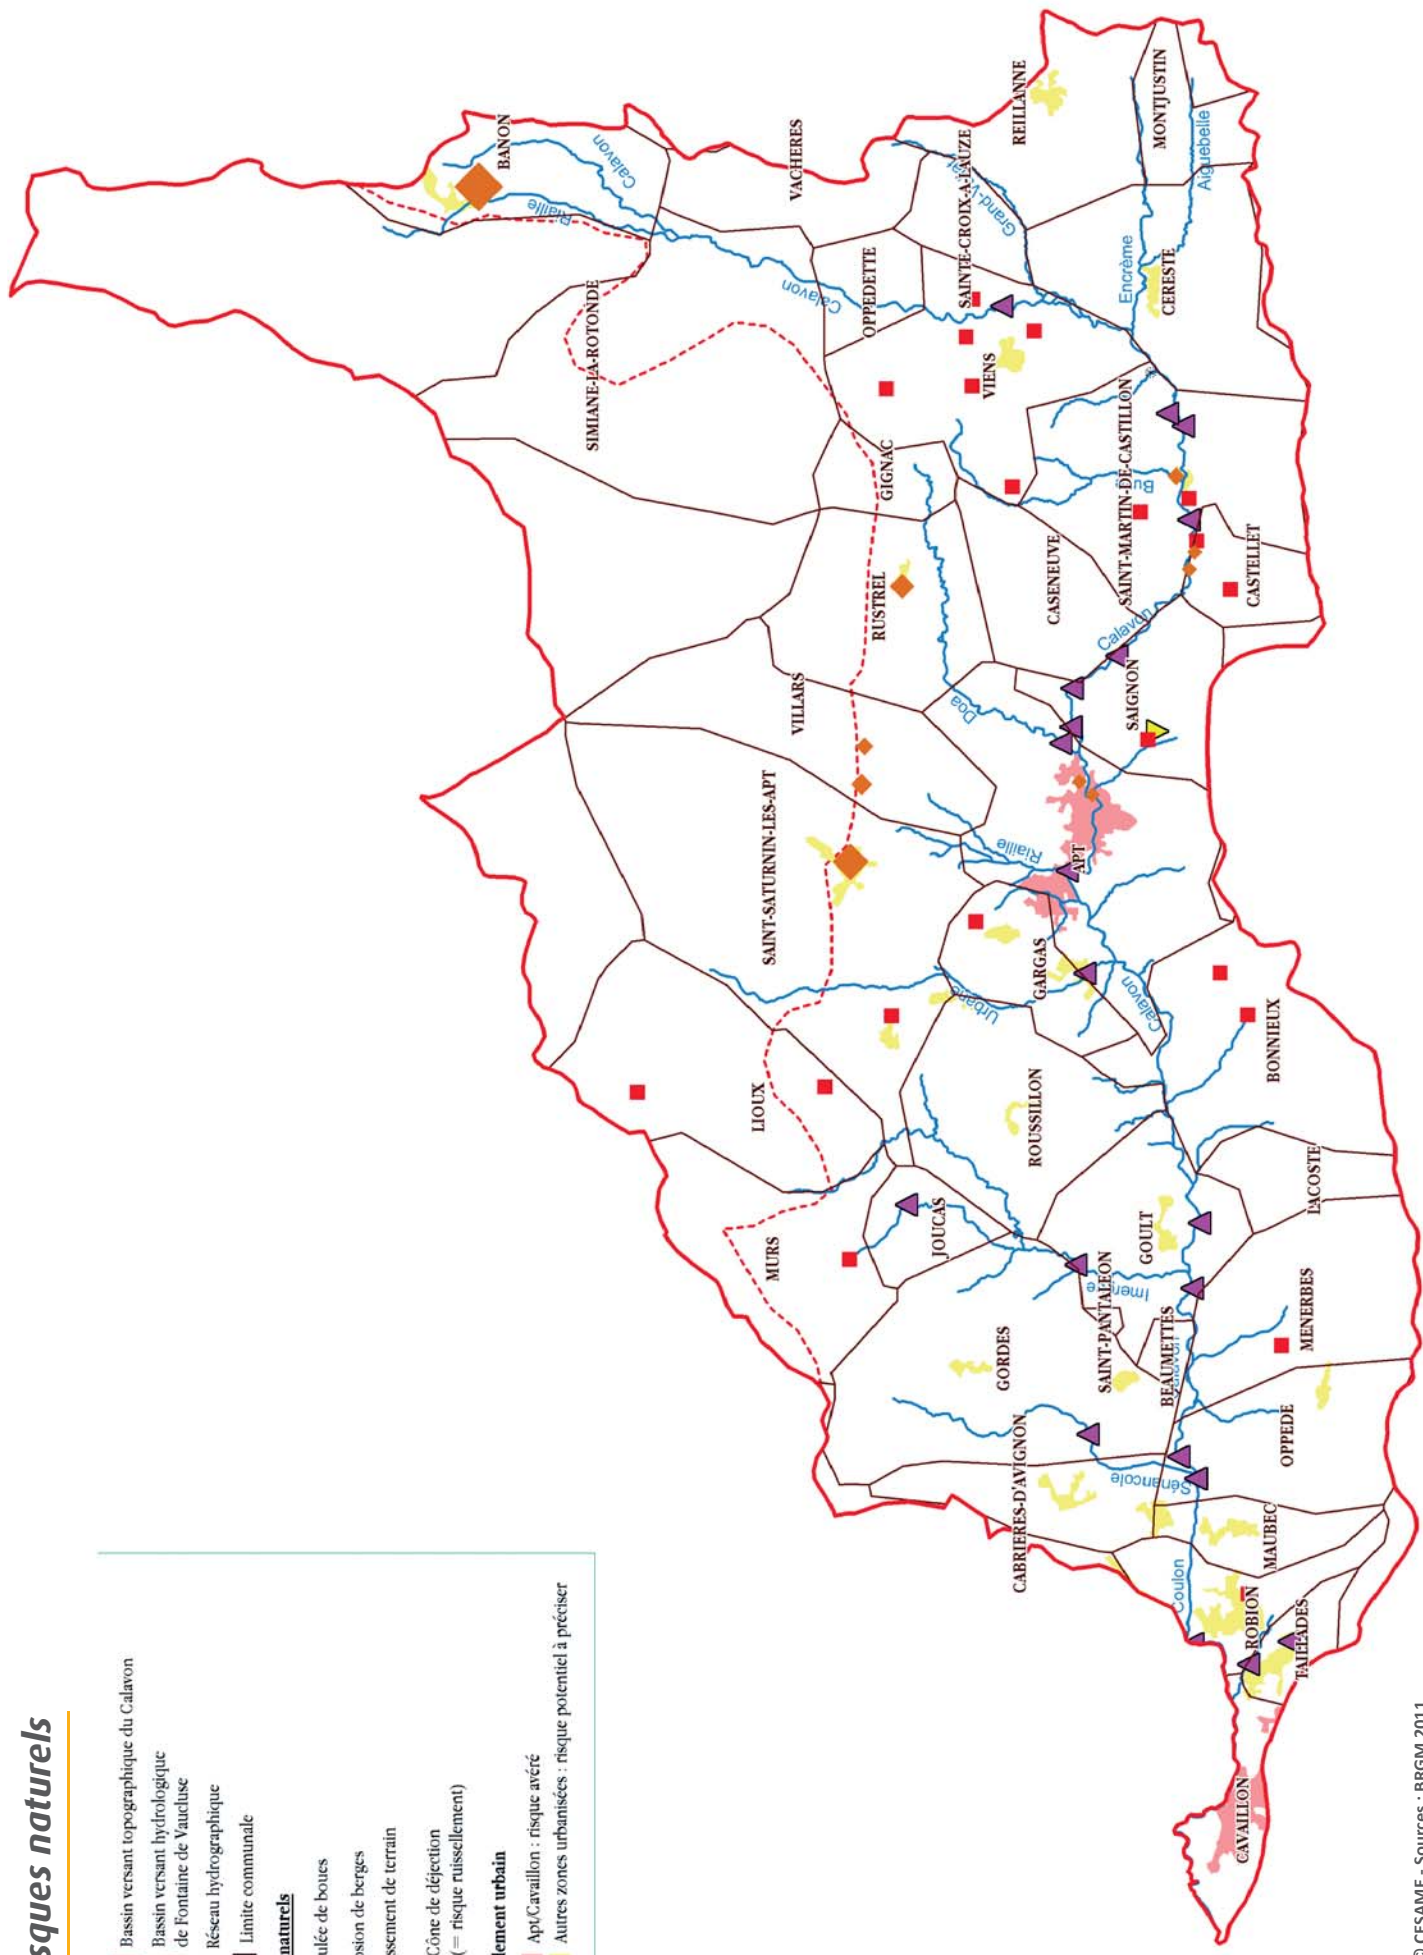 sques naturels
Bassin versant topographique du Calavon
Bassin versant hydrologique
de Fontaine de Vaucluse
Réseau hydrographique
Limite communale
naturels
ulée de boues
osion de berges
ssement de terrain
Cône de déjection
(= risque ruissellement)
lement urbain
Apt/Cavaillon : risque avéré
Autres zones urbanisées : risque potentiel à préciser
BANON
Calavon
Riaille
SIMIANE-LA-ROTONDE
VACHERES
REILLANNE
MONTJUSTIN
Aiguebelle
SAINTE-CROIX-A-LAUZE
OPPEDETTE
Calavon
Encrème
CERESTE
VIENS
GIGNAC
SAINT-MARTIN-DE-CASTILLON
CASTELLET
CASENEUVE
RUSTREL
Calavon
SAIGNON
Doa
VILLARS
SAINT-SATURNIN-LES-APT
Riaille
APT
GARGAS
Urbane
Calavon
BONNIEUX
LIOUX
ROUSSILLON
LACOSTE
JOUCAS
GOULT
MURS
SAINT-PANTALEON
MENERBES
GORDES
BEAUMETTES
CABRIERES-D'AVIGNON
Sénancole
OPPEDE
MAUBEC
Coulon
ROBION
TAILLADES
CAVAILLON
© CESAME - Sources : BRGM 2011